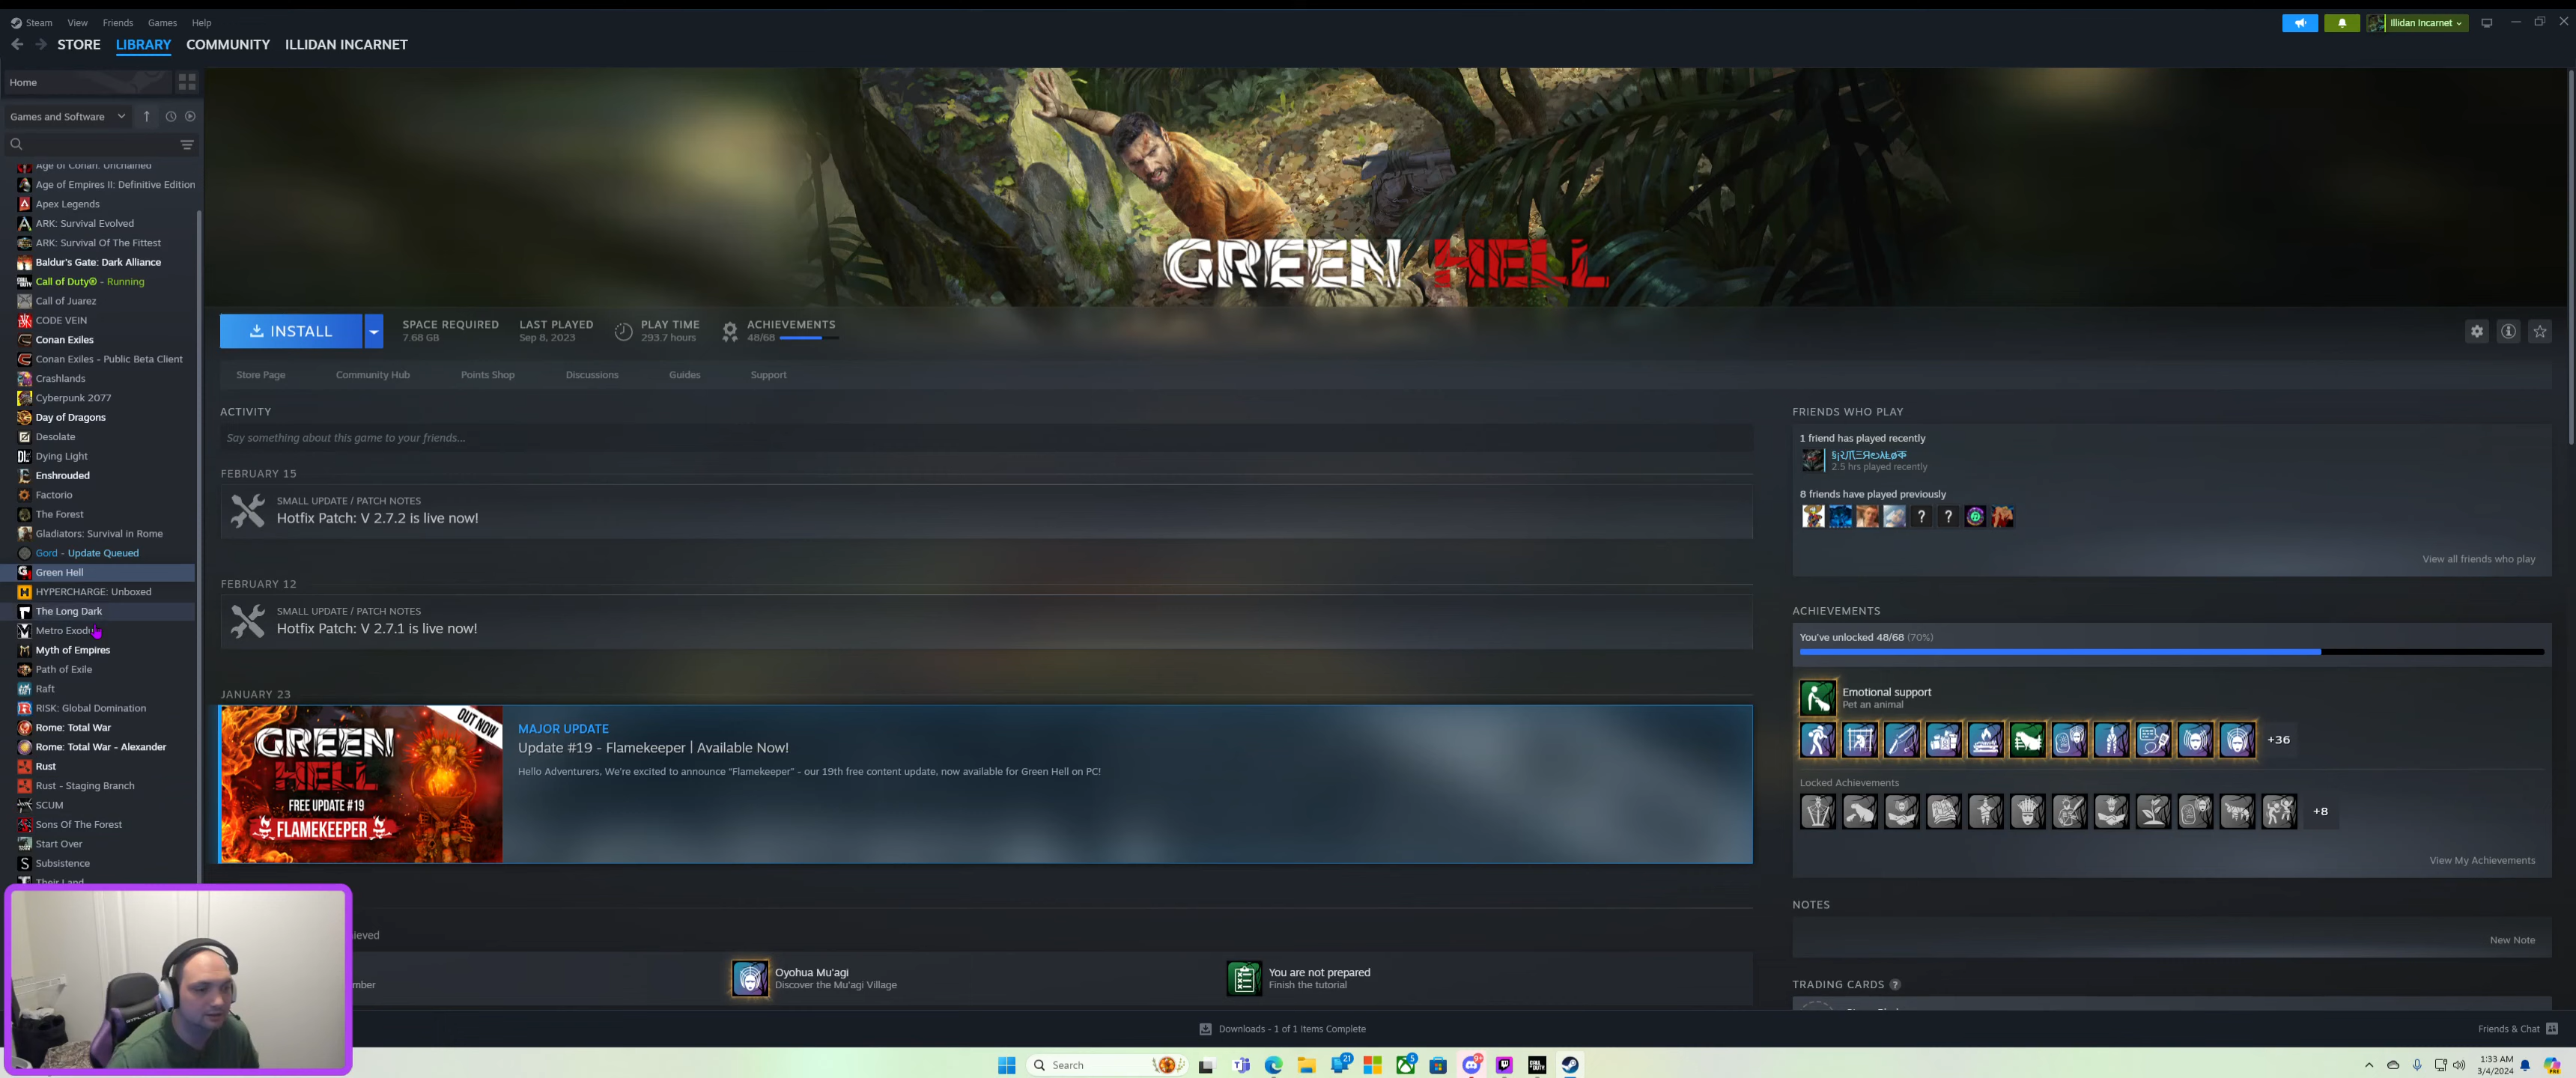 Steam View Friends Games Help
Illidan Incarnet
STORE LIBRARY COMMUNITY ILLIDAN INCARNET
Home
Games and Software
Age of Conan: Unchained
Age of Empires II: Definitive Edition
Apex Legends
ARK: Survival Evolved
ARK: Survival Of The Fittest
Baldur's Gate: Dark Alliance
Call of Duty® - Running
Call of Juarez
CODE VEIN
Conan Exiles
Conan Exiles - Public Beta Client
Crashlands
Cyberpunk 2077
Day of Dragons
Desolate
Dying Light
Enshrouded
Factorio
The Forest
Gladiators: Survival in Rome
Gord - Update Queued
Green Hell
HYPERCHARGE: Unboxed
The Long Dark
Metro Exodus
Myth of Empires
Path of Exile
Raft
RISK: Global Domination
Rome: Total War
Rome: Total War - Alexander
Rust
Rust - Staging Branch
SCUM
Sons Of The Forest
Start Over
Subsistence
Their Land
GREEN HELL
INSTALL
SPACE REQUIRED
7.68 GB
LAST PLAYED
Sep 8, 2023
PLAY TIME
293.7 hours
ACHIEVEMENTS
48/68
Store Page Community Hub Points Shop Discussions Guides Support
ACTIVITY
Say something about this game to your friends...
FEBRUARY 15
SMALL UPDATE / PATCH NOTES
Hotfix Patch: V 2.7.2 is live now!
FEBRUARY 12
SMALL UPDATE / PATCH NOTES
Hotfix Patch: V 2.7.1 is live now!
JANUARY 23
OUT NOW
GREEN
HELL
FREE UPDATE #19
FLAMEKEEPER
MAJOR UPDATE
Update #19 - Flamekeeper | Available Now!
Hello Adventurers, We're excited to announce "Flamekeeper" - our 19th free content update, now available for Green Hell on PC!
ieved
mber
Oyohua Mu'agi
Discover the Mu'agi Village
You are not prepared
Finish the tutorial
FRIENDS WHO PLAY
1 friend has played recently
2.5 hrs played recently
8 friends have played previously
? ?
View all friends who play
ACHIEVEMENTS
You've unlocked 48/68 (70%)
Emotional support
Pet an animal
+36
Locked Achievements
+8
View My Achievements
NOTES
New Note
TRADING CARDS ?
Downloads - 1 of 1 Items Complete
Friends & Chat
Search
21
5
9+
1:33 AM
3/4/2024